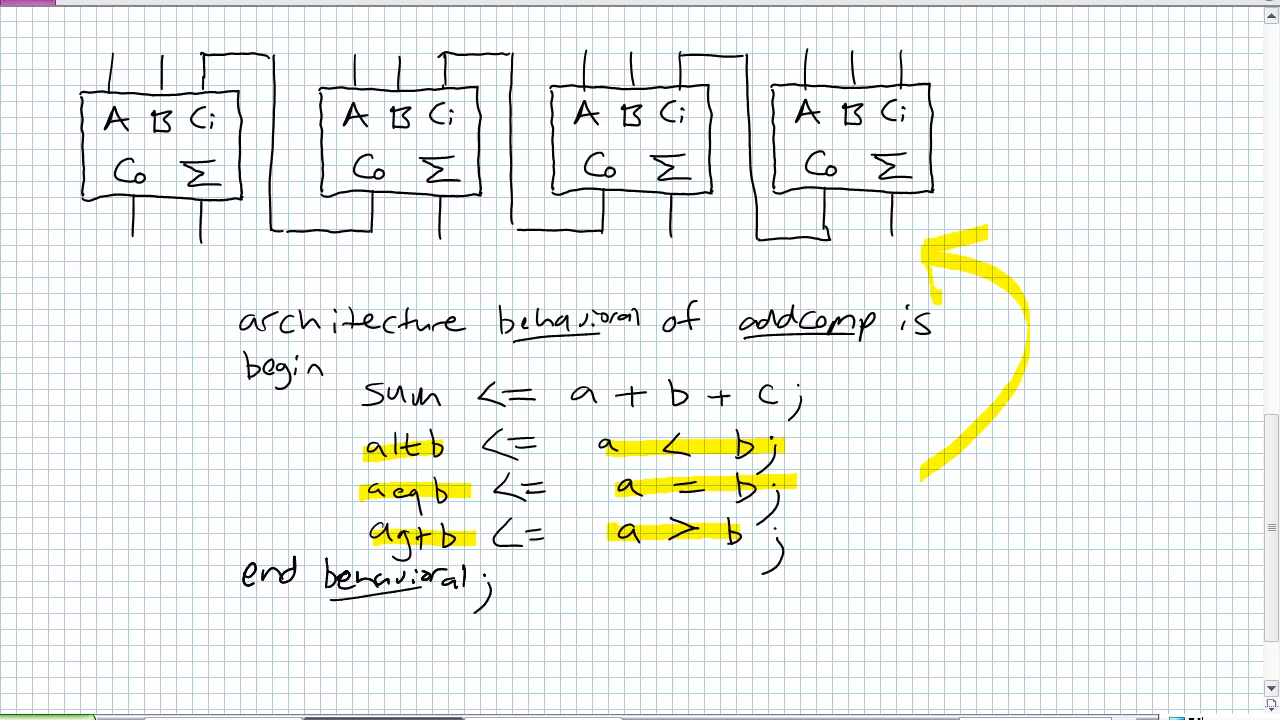 A B Ci A B Ci A B Ci A B Ci
Co Σ Co Σ Co Σ Co Σ
architecture behavioral of addcomp is
begin
sum <= a + b + c;
altb <= a < b;
aeqb <= a = b;
agtb <= a > b;
end behavioral;